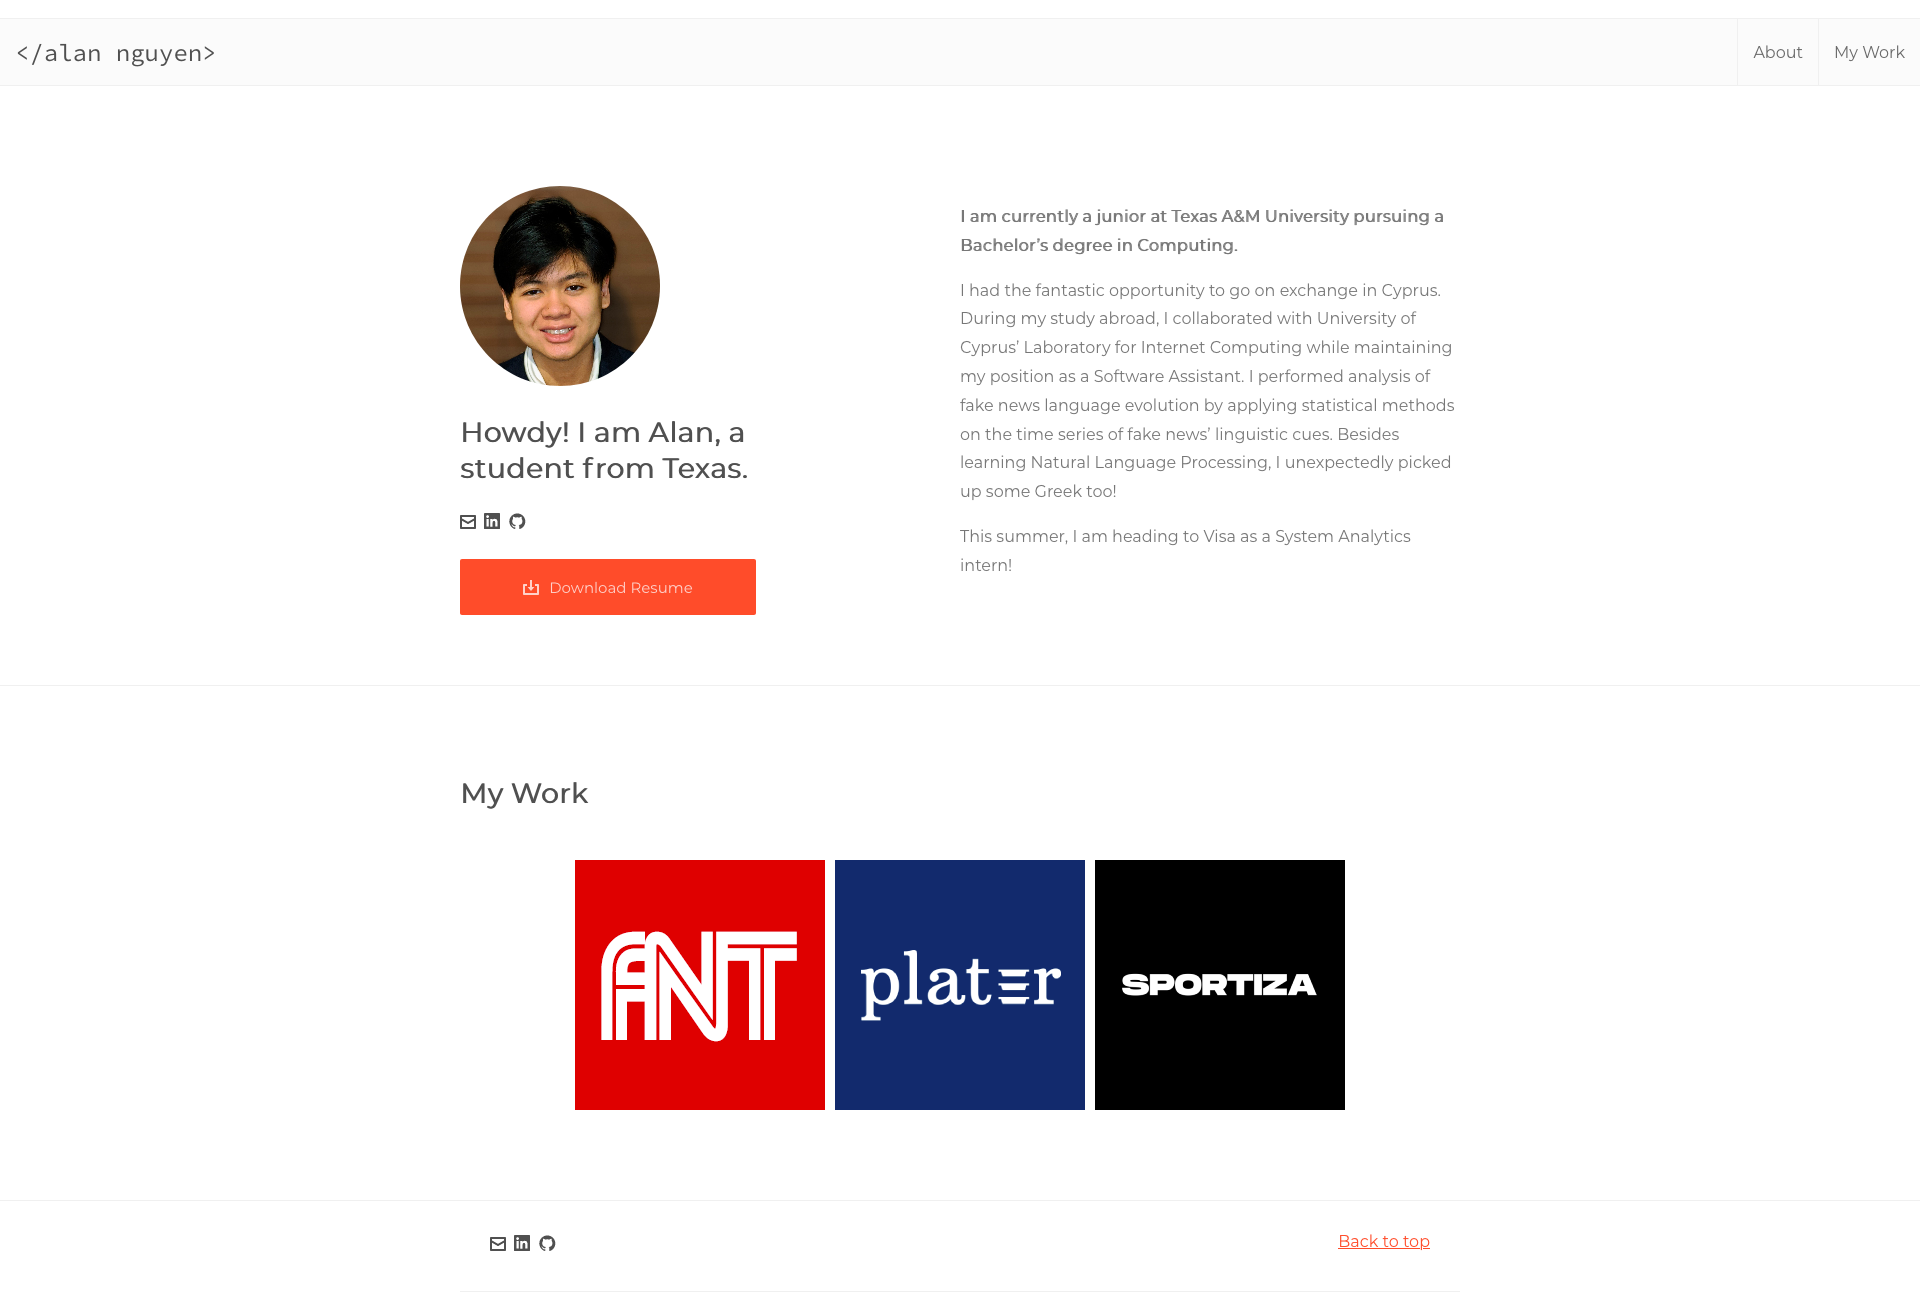 </alan nguyen>
About
My Work
Howdy! I am Alan, a
student from Texas.
Download Resume
I am currently a junior at Texas A&M University pursuing a
Bachelor’s degree in Computing.
I had the fantastic opportunity to go on exchange in Cyprus.
During my study abroad, I collaborated with University of
Cyprus’ Laboratory for Internet Computing while maintaining
my position as a Software Assistant. I performed analysis of
fake news language evolution by applying statistical methods
on the time series of fake news’ linguistic cues. Besides
learning Natural Language Processing, I unexpectedly picked
up some Greek too!
This summer, I am heading to Visa as a System Analytics
intern!
My Work
ANT
plater
SPORTIZA
Back to top